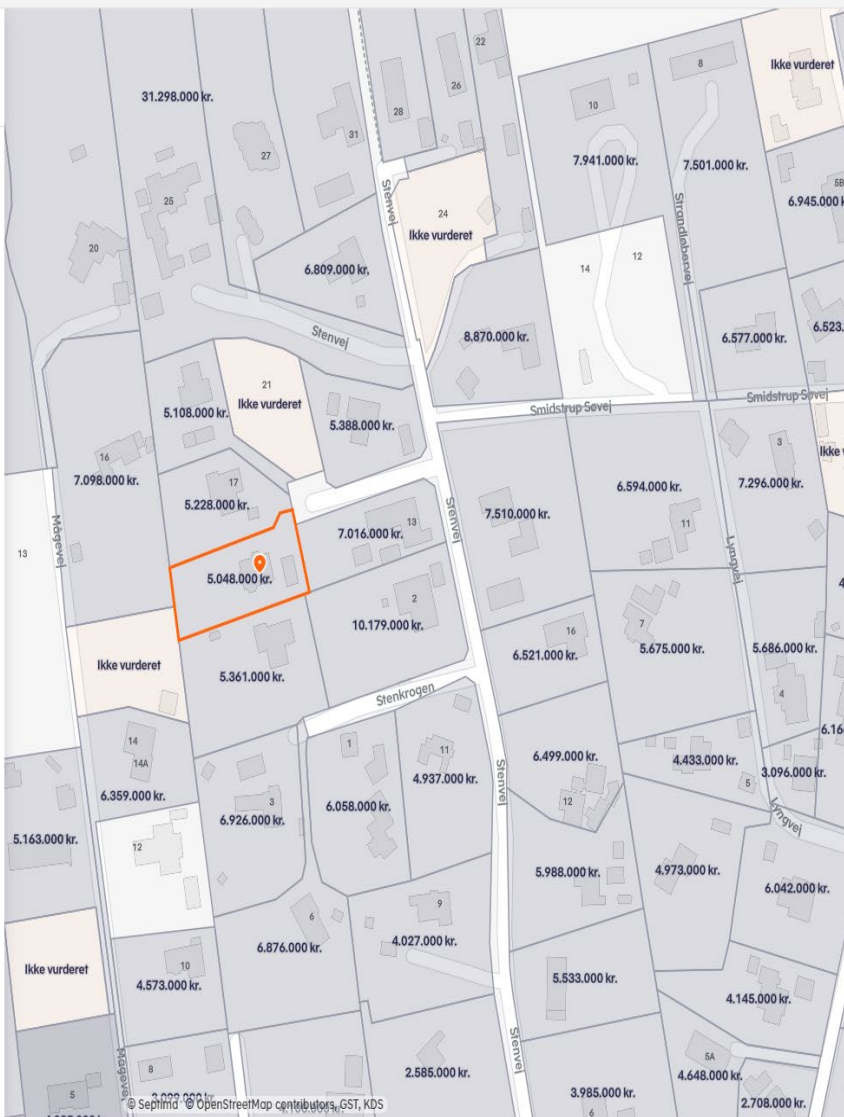 22
8
Ikke vurderet
31.298.000 kr.
28
26
10
31
27
7.941.000 kr.
7.501.000 kr.
5B
25
Stenvej
6.945.000 k
24
Ikke vurderet
20
Strandlebervej
6.809.000 kr.
14
12
Stenvej
8.870.000 kr.
6.577.000 kr.
6.523.
21
Ikke vurderet
5.108.000 kr.
5.388.000 kr.
Smidstrup Søvej
Smidstrup Søvej
3
Ikke v
16
7.098.000 kr.
17
5.228.000 kr.
6.594.000 kr.
7.296.000 kr.
Stenvej
7.510.000 kr.
13
7.016.000 kr.
11
Mågevej
13
Lyngvej
5.048.000 kr.
2
10.179.000 kr.
16
6.521.000 kr.
7
5.675.000 kr.
5.686.000 kr.
Ikke vurderet
5.361.000 kr.
Stenkrogen
4
14
14A
6.359.000 kr.
1
11
4.937.000 kr.
6.499.000 kr.
4.433.000 kr.
5
3.096.000 kr.
6.16
Stenvej
3
6.926.000 kr.
6.058.000 kr.
12
Lyngvej
5.163.000 kr.
12
5.988.000 kr.
4.973.000 kr.
6.042.000 kr.
9
4.027.000 kr.
6
6.876.000 kr.
Ikke vurderet
10
4.573.000 kr.
5.533.000 kr.
4.145.000 kr.
Stenvej
Mågevej
8
5A
4.648.000 kr.
2.585.000 kr.
5
3.985.000 kr.
2.708.000 kr.
6
© Septima © OpenStreetMap contributors, GST, KDS